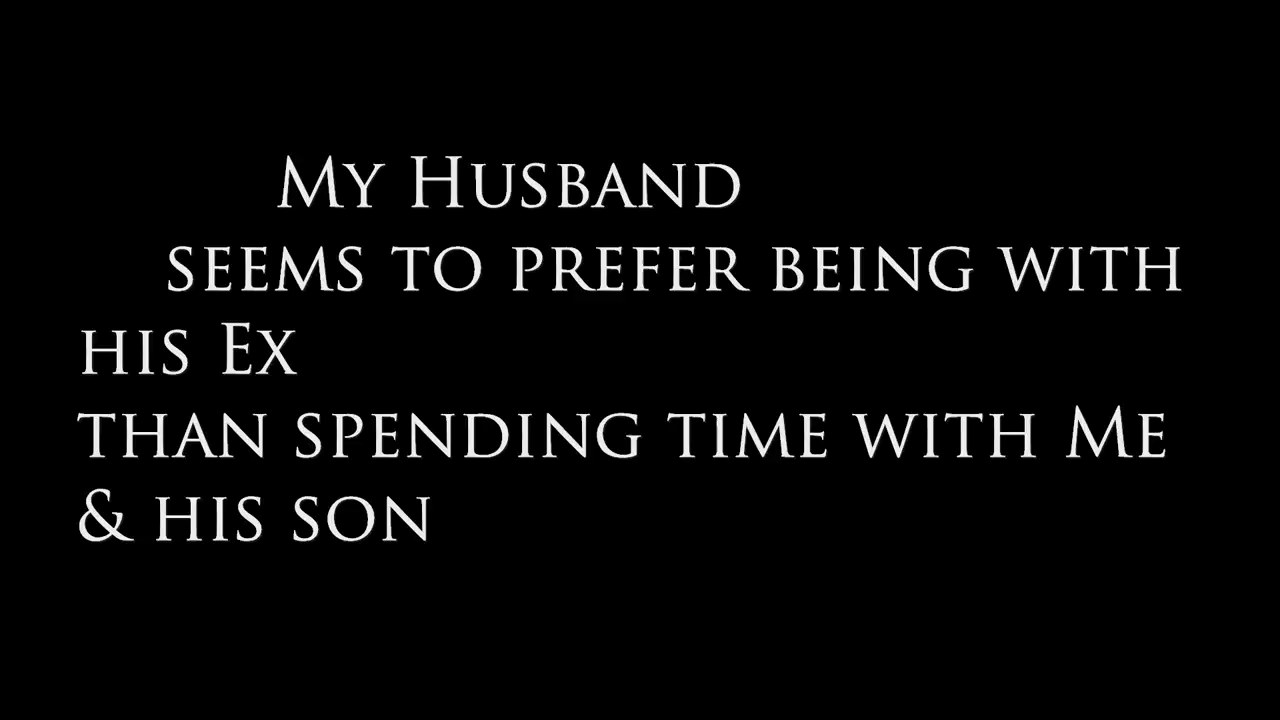 My Husband
seems to prefer being with
his Ex
than spending time with Me
& his son